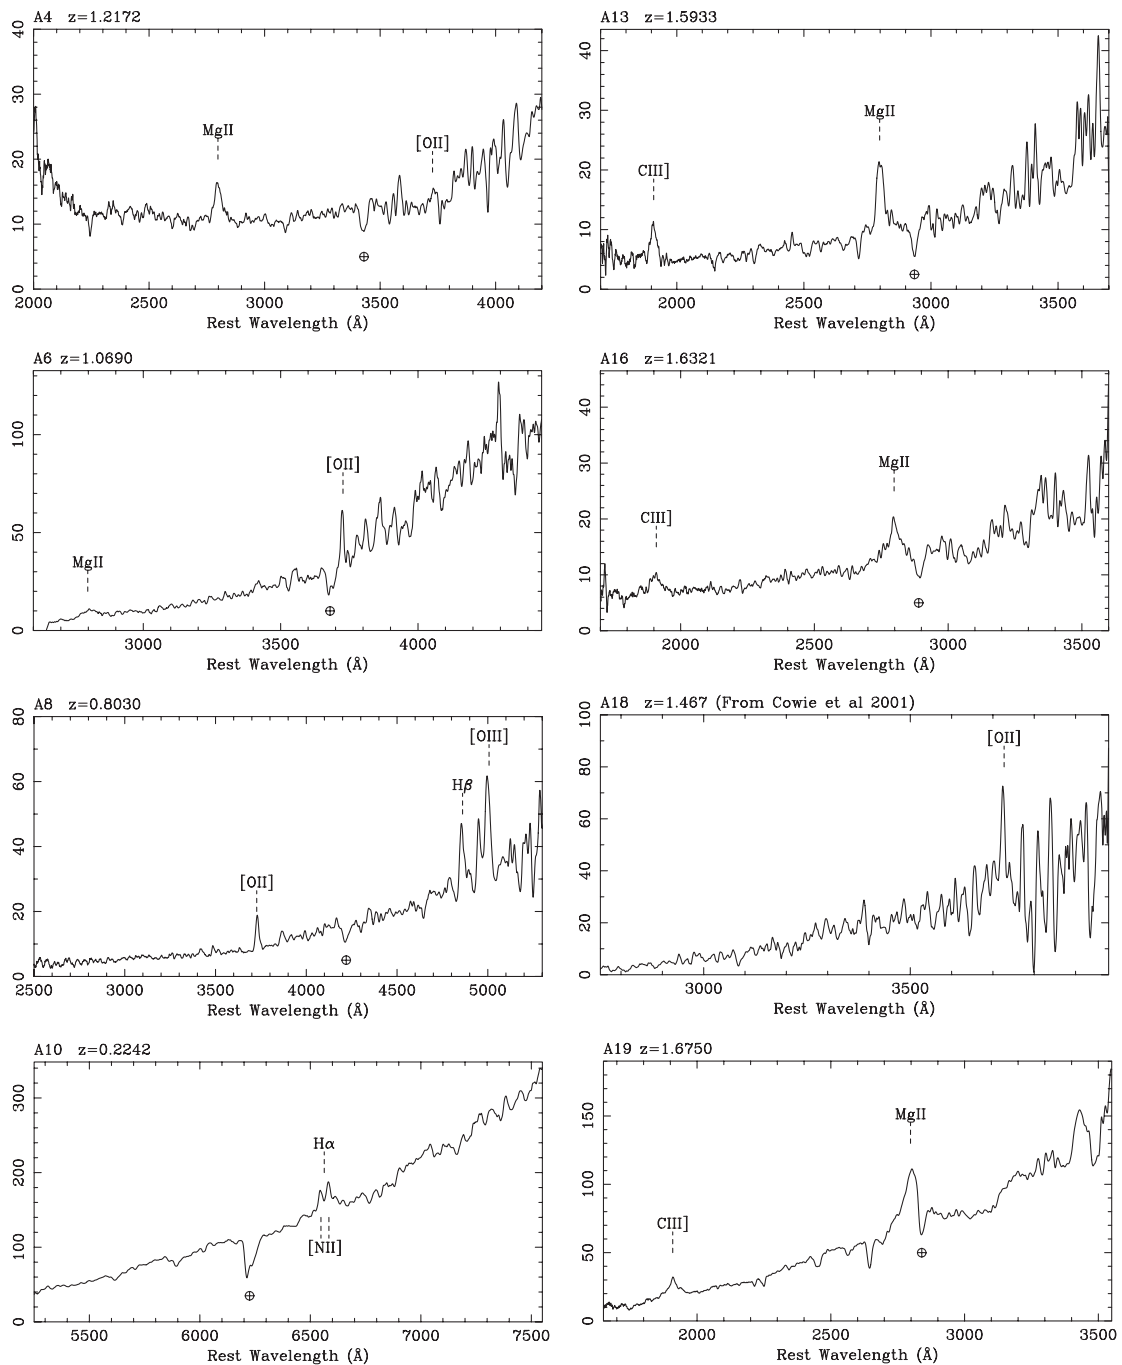 A4 z=1.2172
40
30
20
10
0
MgII
[OII]
⊕
2000 2500 3000 3500 4000
Rest Wavelength (Å)
A13 z=1.5933
40
30
20
10
0
CIII]
MgII
⊕
2000 2500 3000 3500
Rest Wavelength (Å)
A6 z=1.0690
100
50
0
MgII
[OII]
⊕
3000 3500 4000
Rest Wavelength (Å)
A16 z=1.6321
40
30
20
10
0
CIII]
MgII
⊕
2000 2500 3000 3500
Rest Wavelength (Å)
A8 z=0.8030
80
60
40
20
0
[OII]
Hβ
[OIII]
⊕
2500 3000 3500 4000 4500 5000
Rest Wavelength (Å)
A18 z=1.467 (From Cowie et al 2001)
100
80
60
40
20
0
[OII]
3000 3500
Rest Wavelength (Å)
A10 z=0.2242
300
200
100
0
Hα
[NII]
⊕
5500 6000 6500 7000 7500
Rest Wavelength (Å)
A19 z=1.6750
150
100
50
0
CIII]
MgII
⊕
2000 2500 3000 3500
Rest Wavelength (Å)